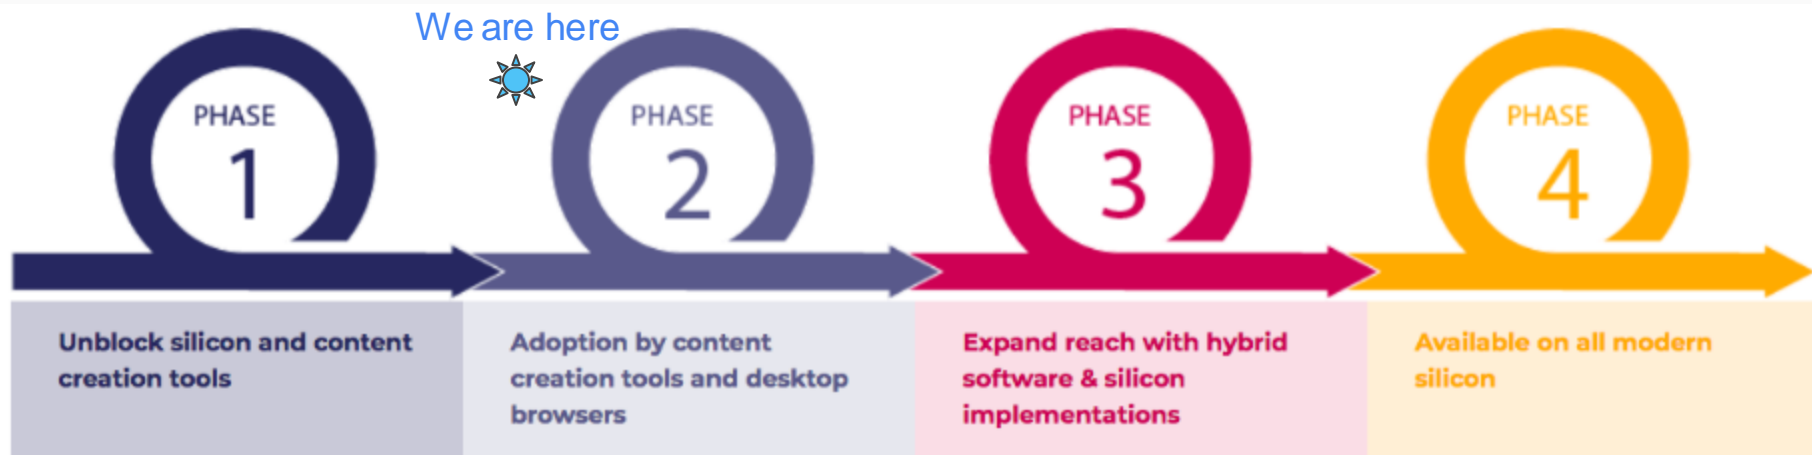 We are here
PHASE
1
PHASE
2
PHASE
3
PHASE
4
Unblock silicon and content
creation tools
Adoption by content
creation tools and desktop
browsers
Expand reach with hybrid
software & silicon
implementations
Available on all modern
silicon